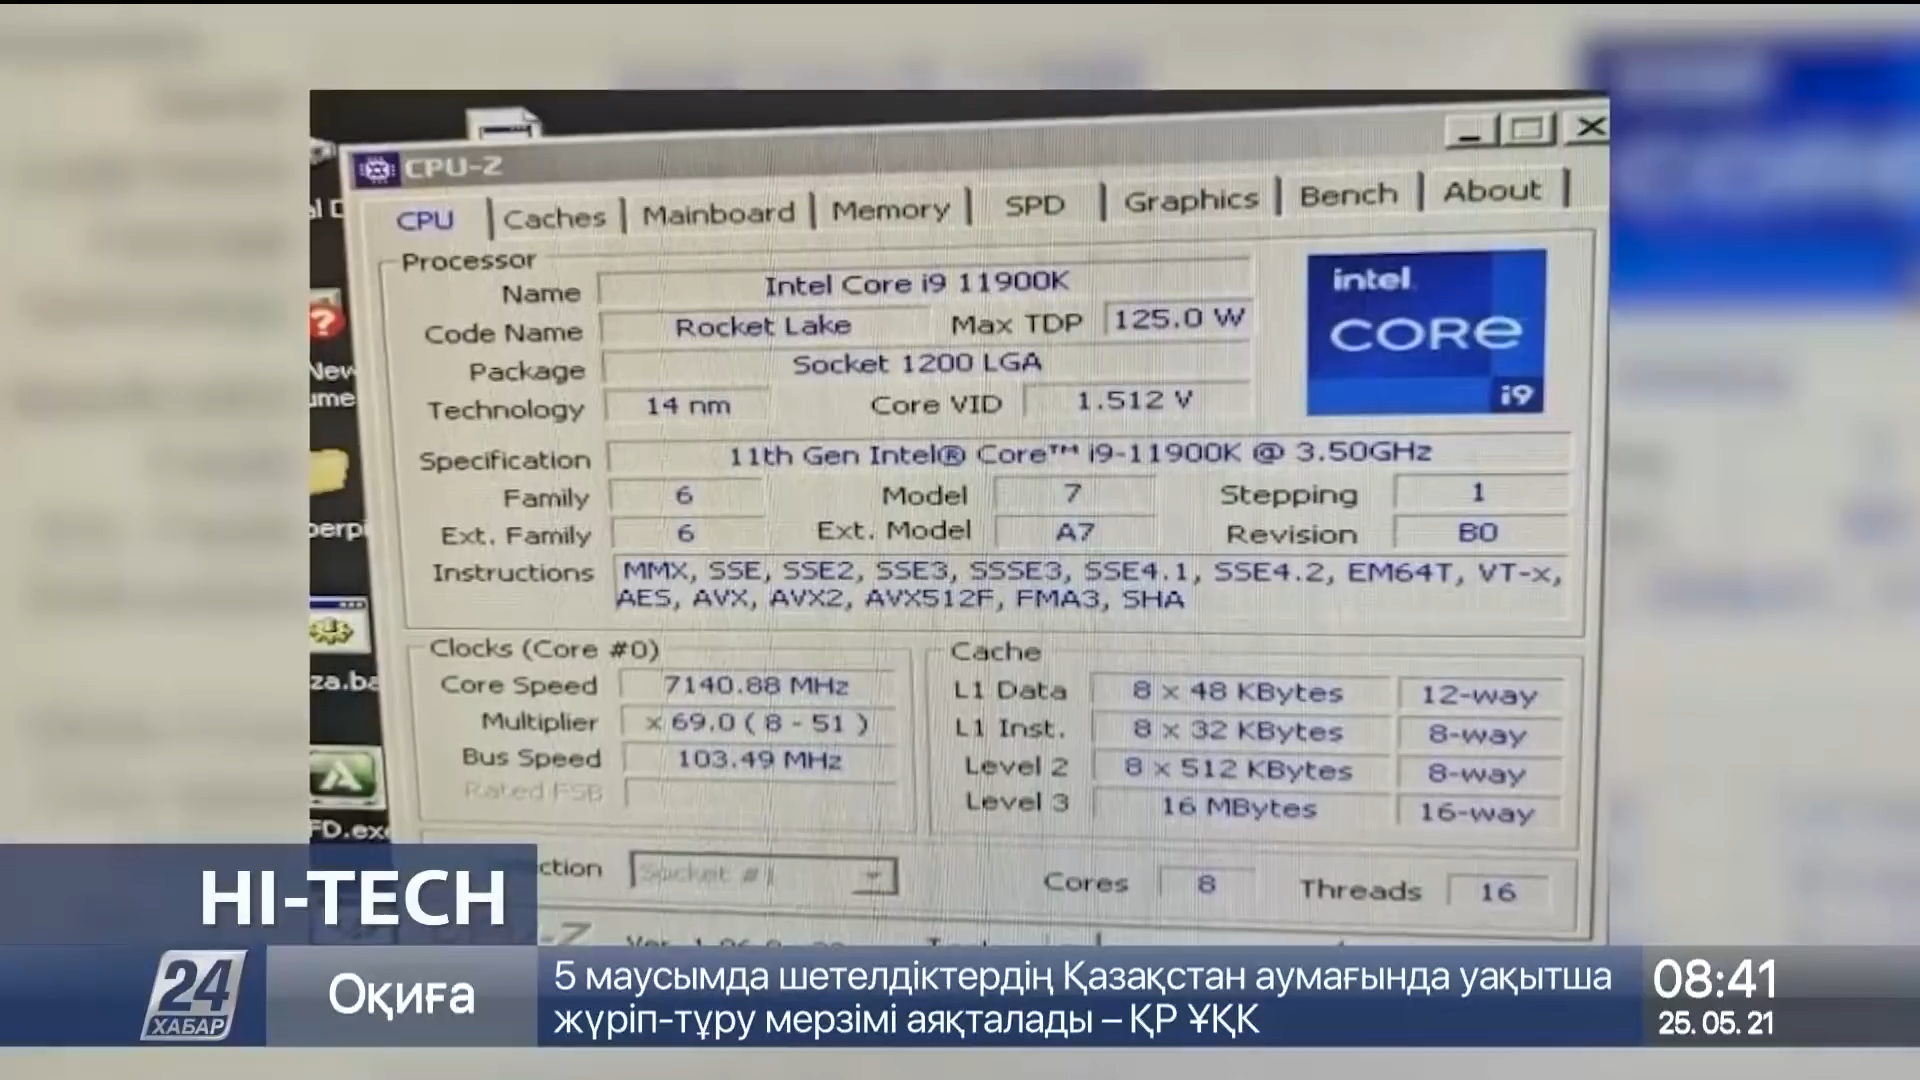 CPU-Z
CPU Caches Mainboard Memory SPD Graphics Bench About
Processor
Name Intel Core i9 11900K
intel
CORE
i9
Code Name Rocket Lake Max TDP 125.0 W
Package Socket 1200 LGA
Technology 14 nm Core VID 1.512 V
Specification 11th Gen Intel® Core™ i9-11900K @ 3.50GHz
Family 6 Model 7 Stepping 1
Ext. Family 6 Ext. Model A7 Revision B0
Instructions MMX, SSE, SSE2, SSE3, SSSE3, SSE4.1, SSE4.2, EM64T, VT-x,
AES, AVX, AVX2, AVX512F, FMA3, SHA
Clocks (Core #0)
Core Speed 7140.88 MHz
Multiplier x 69.0 ( 8 - 51 )
Bus Speed 103.49 MHz
Rated FSB
Cache
L1 Data 8 x 48 KBytes 12-way
L1 Inst. 8 x 32 KBytes 8-way
Level 2 8 x 512 KBytes 8-way
Level 3 16 MBytes 16-way
ction Socket #1 Cores 8 Threads 16
New
ume
za.ba
FD.exe
HI-TECH
24
ХАБАР
Оқиға
5 маусымда шетелдіктердің Қазақстан аумағында уақытша
жүріп-тұру мерзімі аяқталады – ҚР ҰҚК
08:41
25.05.21